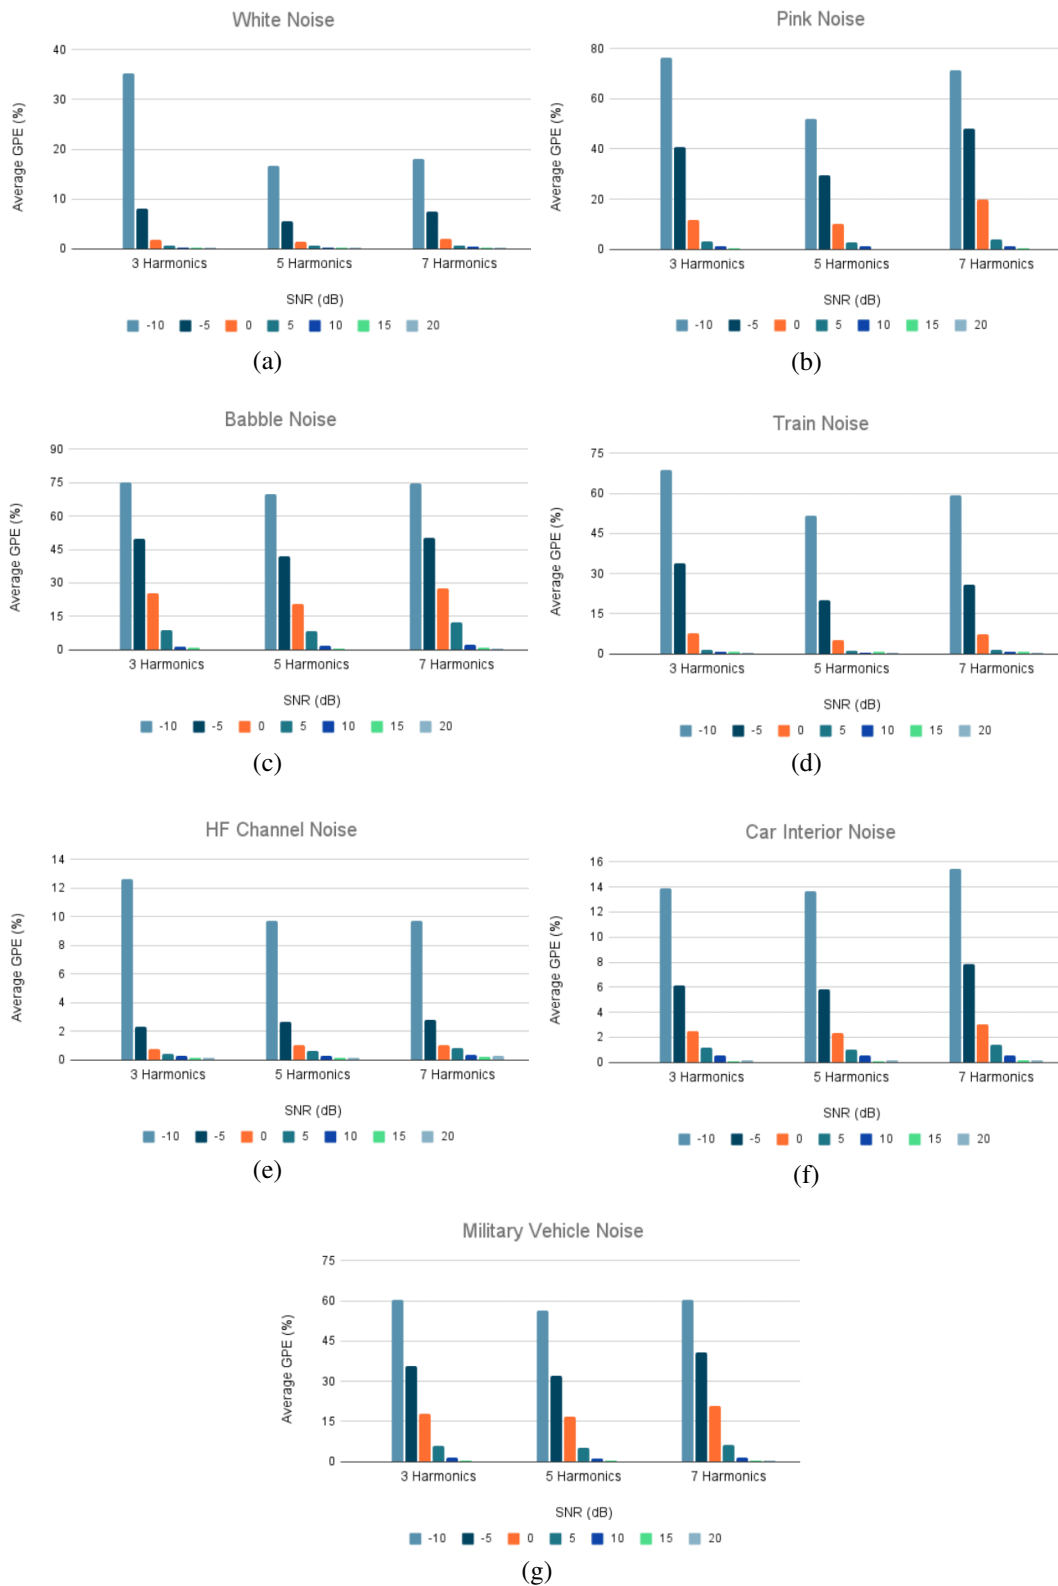 White Noise
Average GPE (%)
40
30
20
10
0
3 Harmonics 5 Harmonics 7 Harmonics
SNR (dB)
-10 -5 0 5 10 15 20
(a)
Pink Noise
Average GPE (%)
80
60
40
20
0
3 Harmonics 5 Harmonics 7 Harmonics
SNR (dB)
-10 -5 0 5 10 15 20
(b)
Babble Noise
Average GPE (%)
90
75
60
45
30
15
0
3 Harmonics 5 Harmonics 7 Harmonics
SNR (dB)
-10 -5 0 5 10 15 20
(c)
Train Noise
Average GPE (%)
75
60
45
30
15
0
3 Harmonics 5 Harmonics 7 Harmonics
SNR (dB)
-10 -5 0 5 10 15 20
(d)
HF Channel Noise
Average GPE (%)
14
12
10
8
6
4
2
0
3 Harmonics 5 Harmonics 7 Harmonics
SNR (dB)
-10 -5 0 5 10 15 20
(e)
Car Interior Noise
Average GPE (%)
16
14
12
10
8
6
4
2
0
3 Harmonics 5 Harmonics 7 Harmonics
SNR (dB)
-10 -5 0 5 10 15 20
(f)
Military Vehicle Noise
Average GPE (%)
75
60
45
30
15
0
3 Harmonics 5 Harmonics 7 Harmonics
SNR (dB)
-10 -5 0 5 10 15 20
(g)